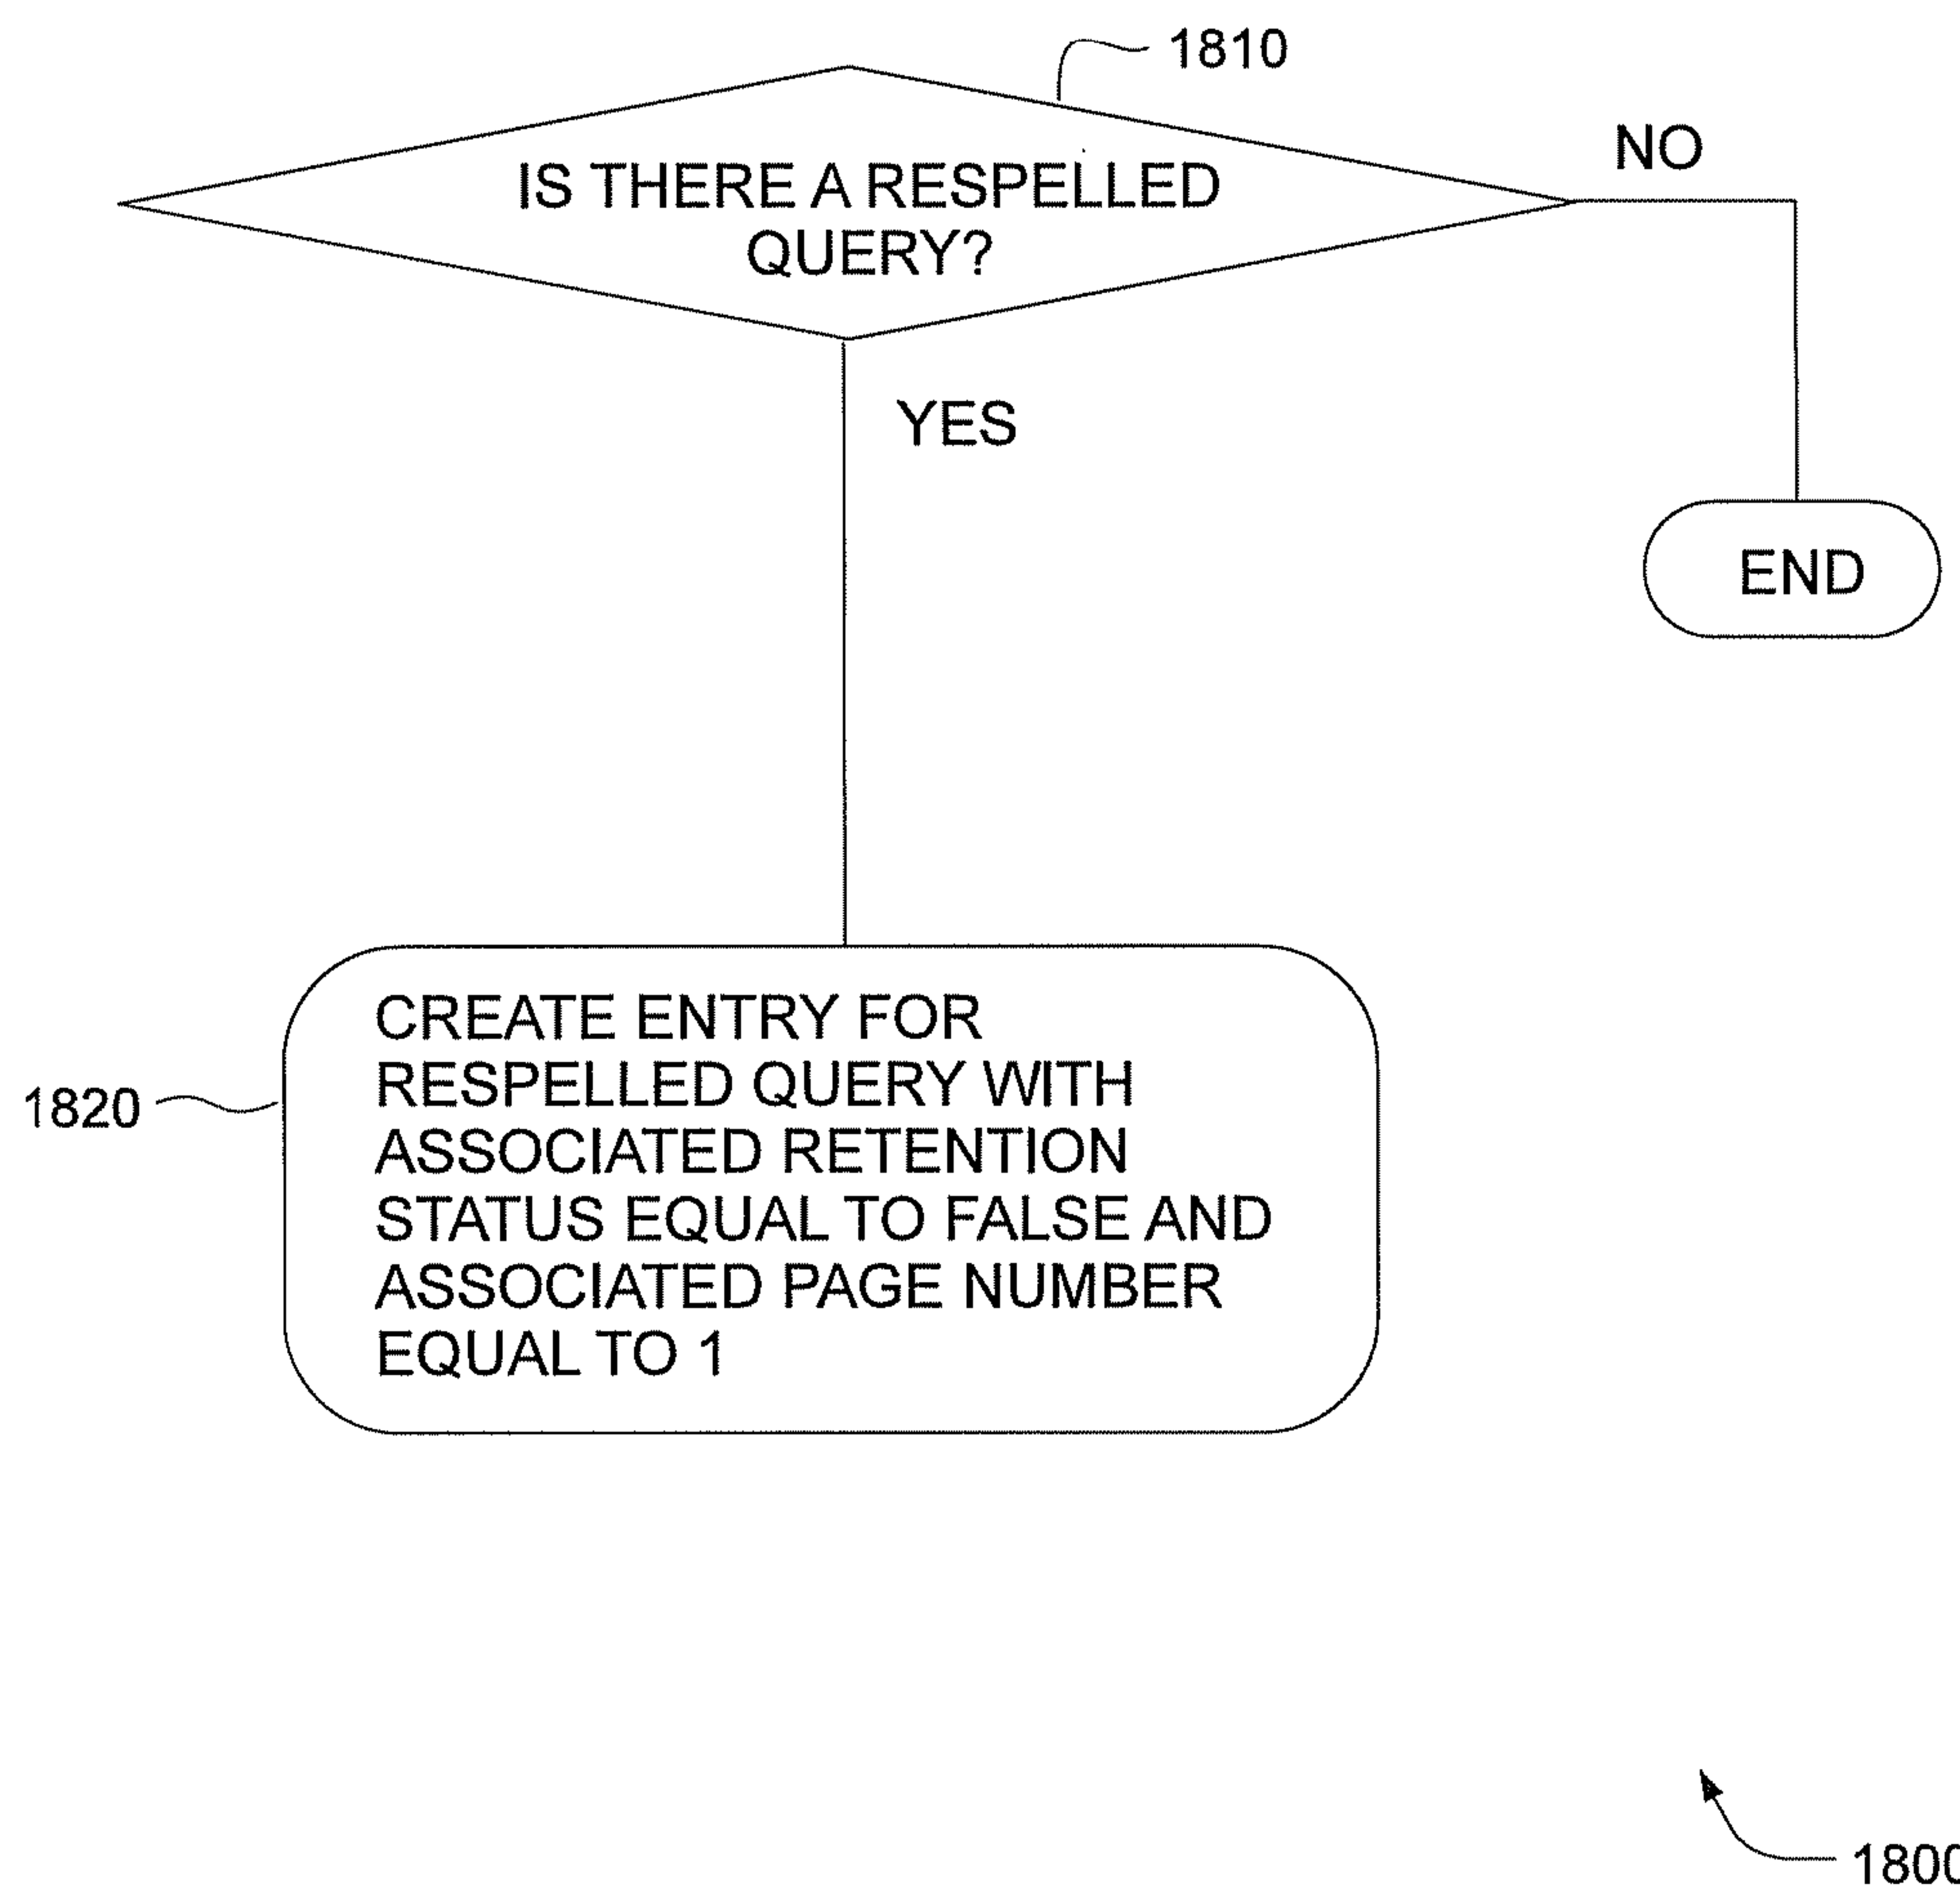 1810
IS THERE A RESPELLED
QUERY?
NO
YES
END
CREATE ENTRY FOR
RESPELLED QUERY WITH
ASSOCIATED RETENTION
STATUS EQUAL TO FALSE AND
ASSOCIATED PAGE NUMBER
EQUAL TO 1
1820
1800